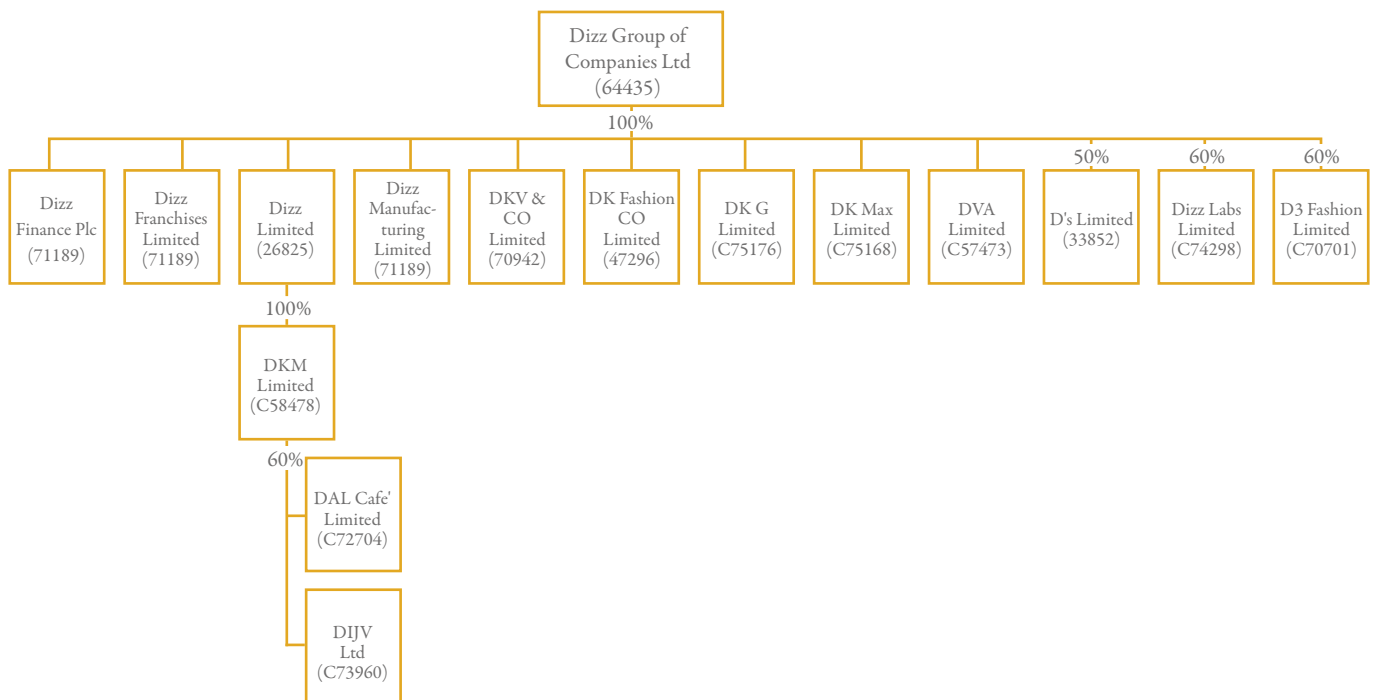 Dizz Group of
Companies Ltd
(64435)
100%
50%
60%
60%
Dizz
Finance Plc
(71189)
Dizz
Franchises
Limited
(71189)
Dizz
Limited
(26825)
Dizz
Manufac-
turing
Limited
(71189)
DKV &
CO
Limited
(70942)
DK Fashion
CO
Limited
(47296)
DK G
Limited
(C75176)
DK Max
Limited
(C75168)
DVA
Limited
(C57473)
D's Limited
(33852)
Dizz Labs
Limited
(C74298)
D3 Fashion
Limited
(C70701)
100%
DKM
Limited
(C58478)
60%
DAL Cafe'
Limited
(C72704)
DIJV
Ltd
(C73960)